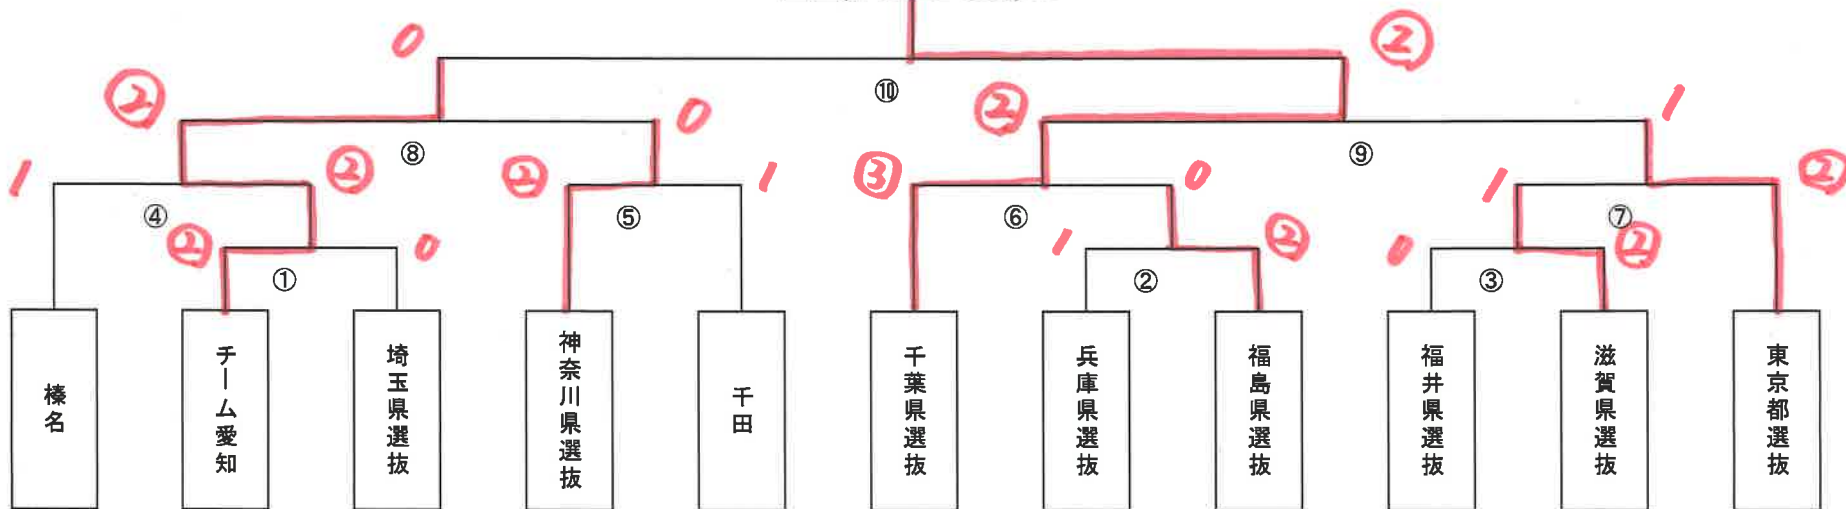 0 ②
⑩
② 0 ② 1
⑧ ⑨
1 ② ② 1 ③ 0 1 ②
④ ⑤ ⑥ ⑦
② 0 1 ② 0 ②
① ② ③
榛名
チーム愛知
埼玉県選抜
神奈川県選抜
千田
千葉県選抜
兵庫県選抜
福島県選抜
福井県選抜
滋賀県選抜
東京都選抜